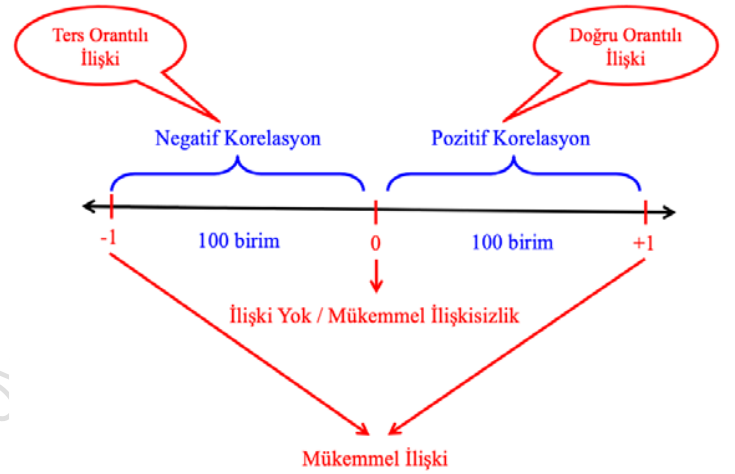 Ters Orantılı
İlişki
Doğru Orantılı
İlişki
Negatif Korelasyon
Pozitif Korelasyon
-1
100 birim
0
100 birim
+1
İlişki Yok / Mükemmel İlişkisizlik
Mükemmel İlişki